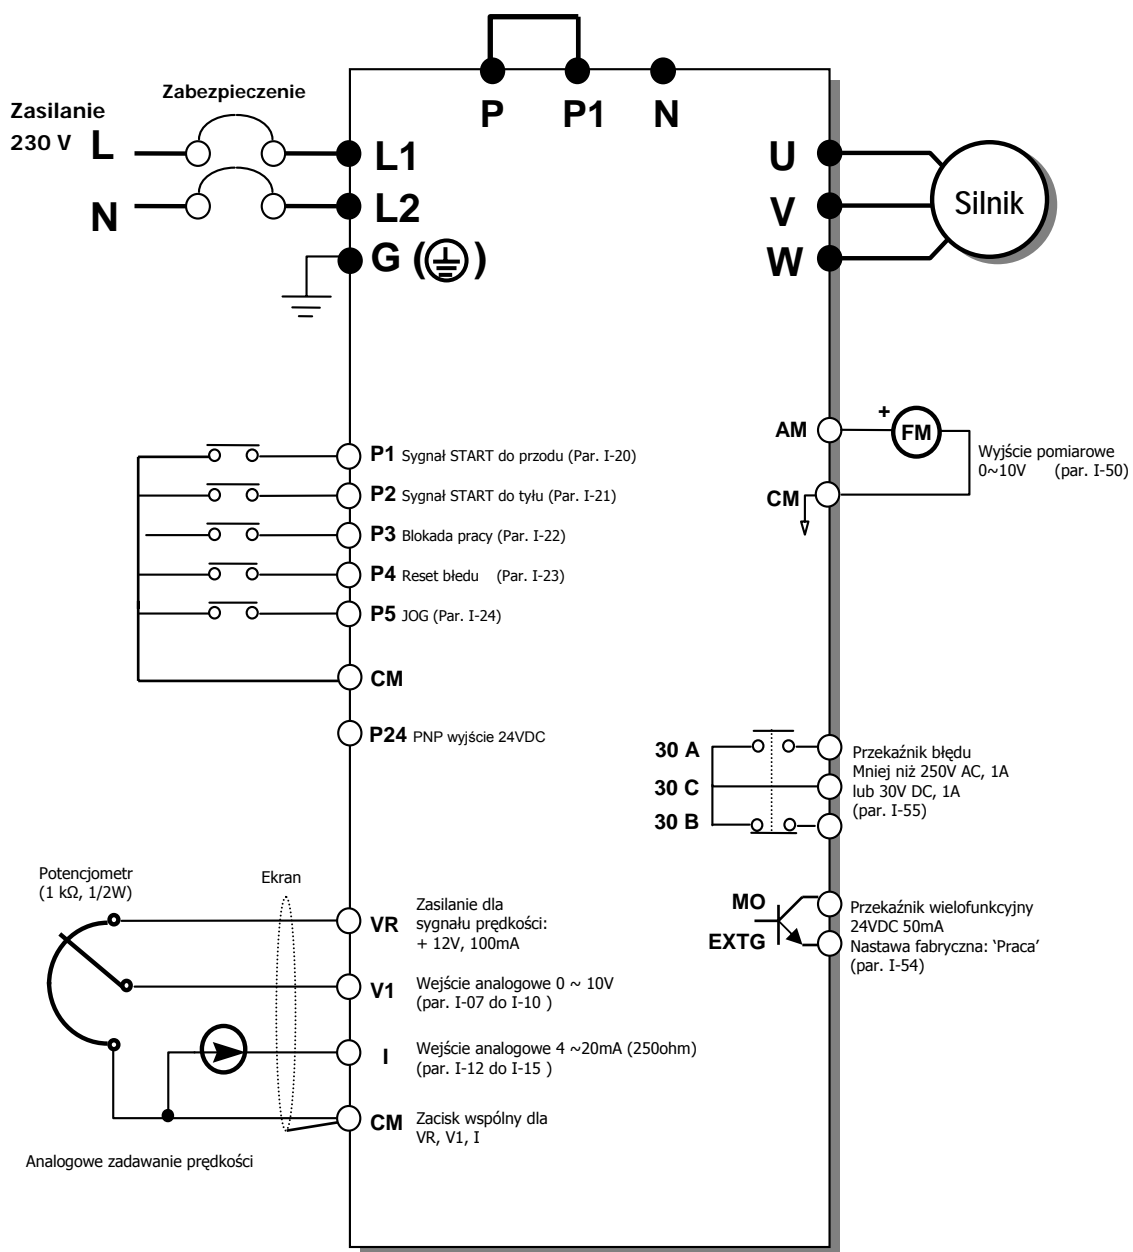 P P1 N
Zabezpieczenie
Zasilanie
230 V L
N
L1
L2
G ( )
U
V
W
Silnik
P1 Sygnał START do przodu (Par. I-20)
P2 Sygnał START do tyłu (Par. I-21)
P3 Blokada pracy (Par. I-22)
P4 Reset błedu (Par. I-23)
P5 JOG (Par. I-24)
CM
P24 PNP wyjście 24VDC
AM
+
FM
CM
Wyjście pomiarowe
0~10V (par. I-50)
30 A
30 C
30 B
Przekaźnik błędu
Mniej niż 250V AC, 1A
lub 30V DC, 1A
(par. I-55)
MO
EXTG
Przekaźnik wielofunkcyjny
24VDC 50mA
Nastawa fabryczna: ‘Praca’
(par. I-54)
Potencjometr
(1 kΩ, 1/2W)
Ekran
VR
Zasilanie dla
sygnału prędkości:
+ 12V, 100mA
V1
Wejście analogowe 0 ~ 10V
(par. I-07 do I-10 )
I
Wejście analogowe 4 ~20mA (250ohm)
(par. I-12 do I-15 )
CM
Zacisk wspólny dla
VR, V1, I
Analogowe zadawanie prędkości